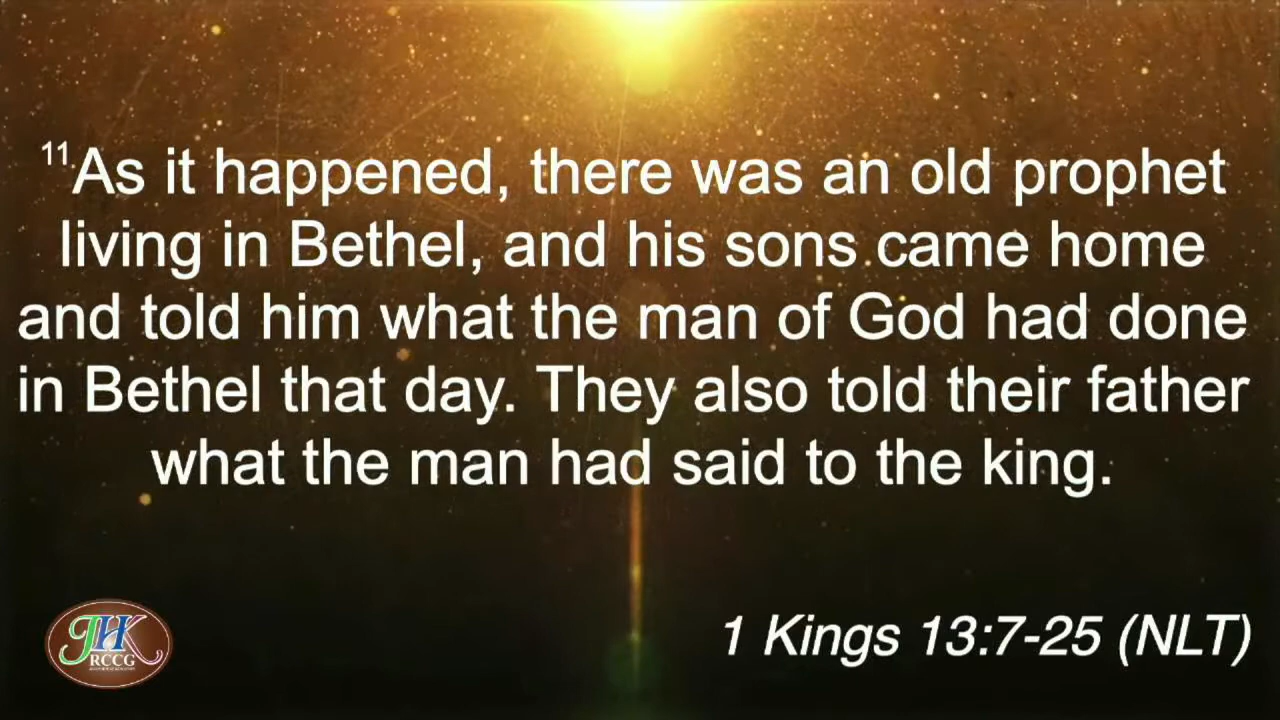 11As it happened, there was an old prophet
living in Bethel, and his sons came home
and told him what the man of God had done
in Bethel that day. They also told their father
what the man had said to the king.
1 Kings 13:7-25 (NLT)
JHK
RCCG